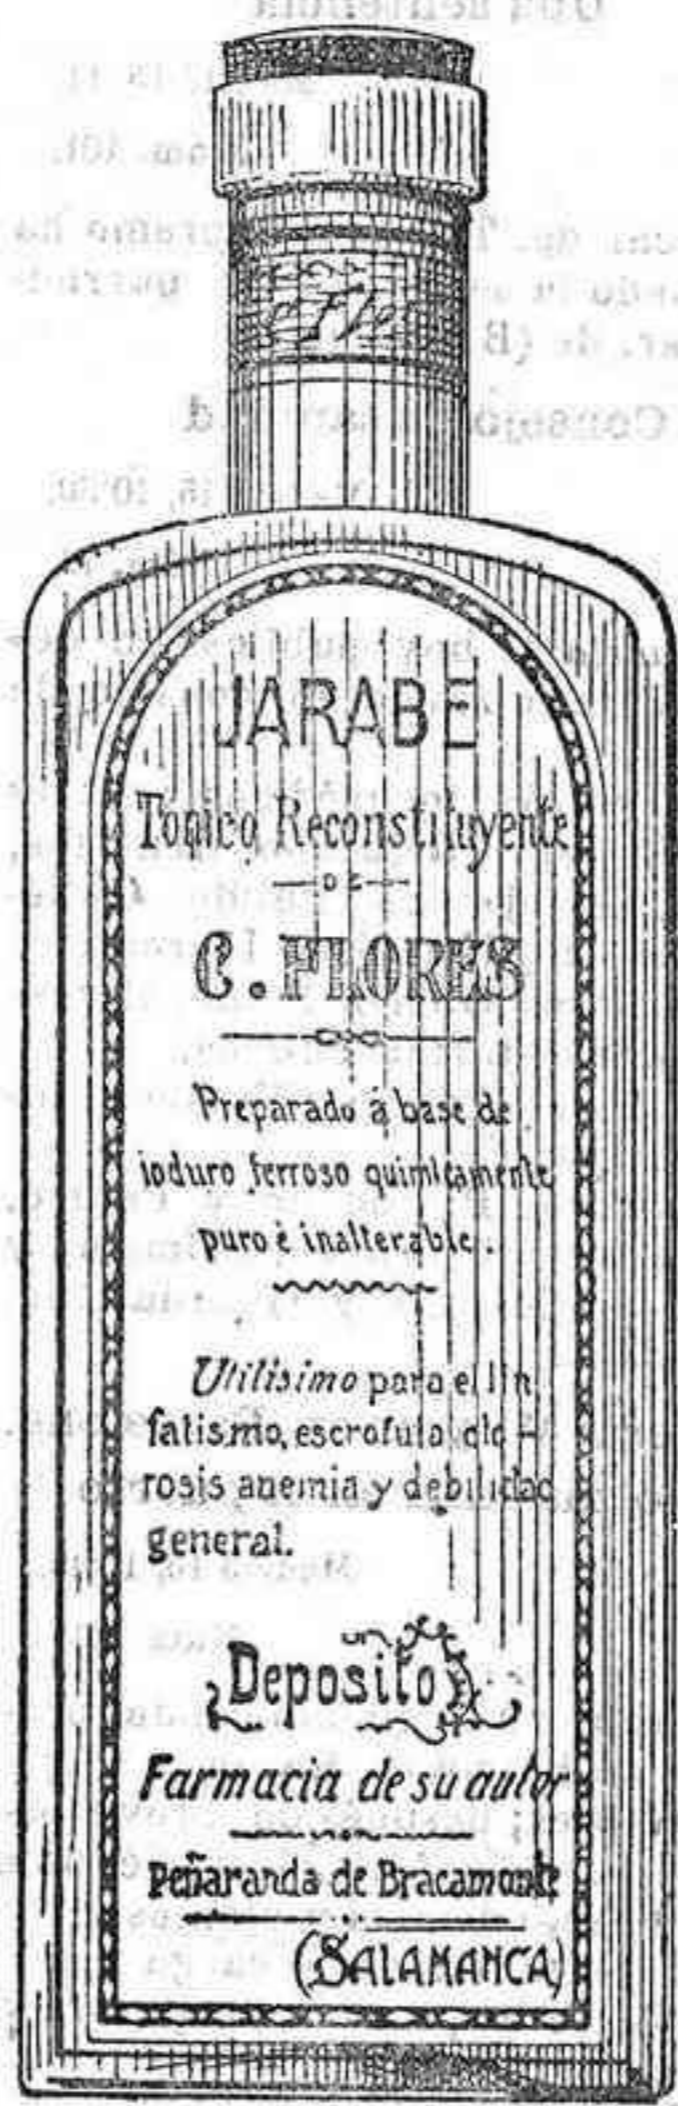 JARABE
Tonico Reconstituyente
DE
C. FLORES
Preparado á base de
ioduro ferroso quimicamente
puro é inalterable.
Utilisimo para el lin
fatismo, escrofula clo-
rosis anemia y debilidad
general.
Deposito
Farmacia de su autor
Peñaranda de Bracamonte
(SALAMANCA)